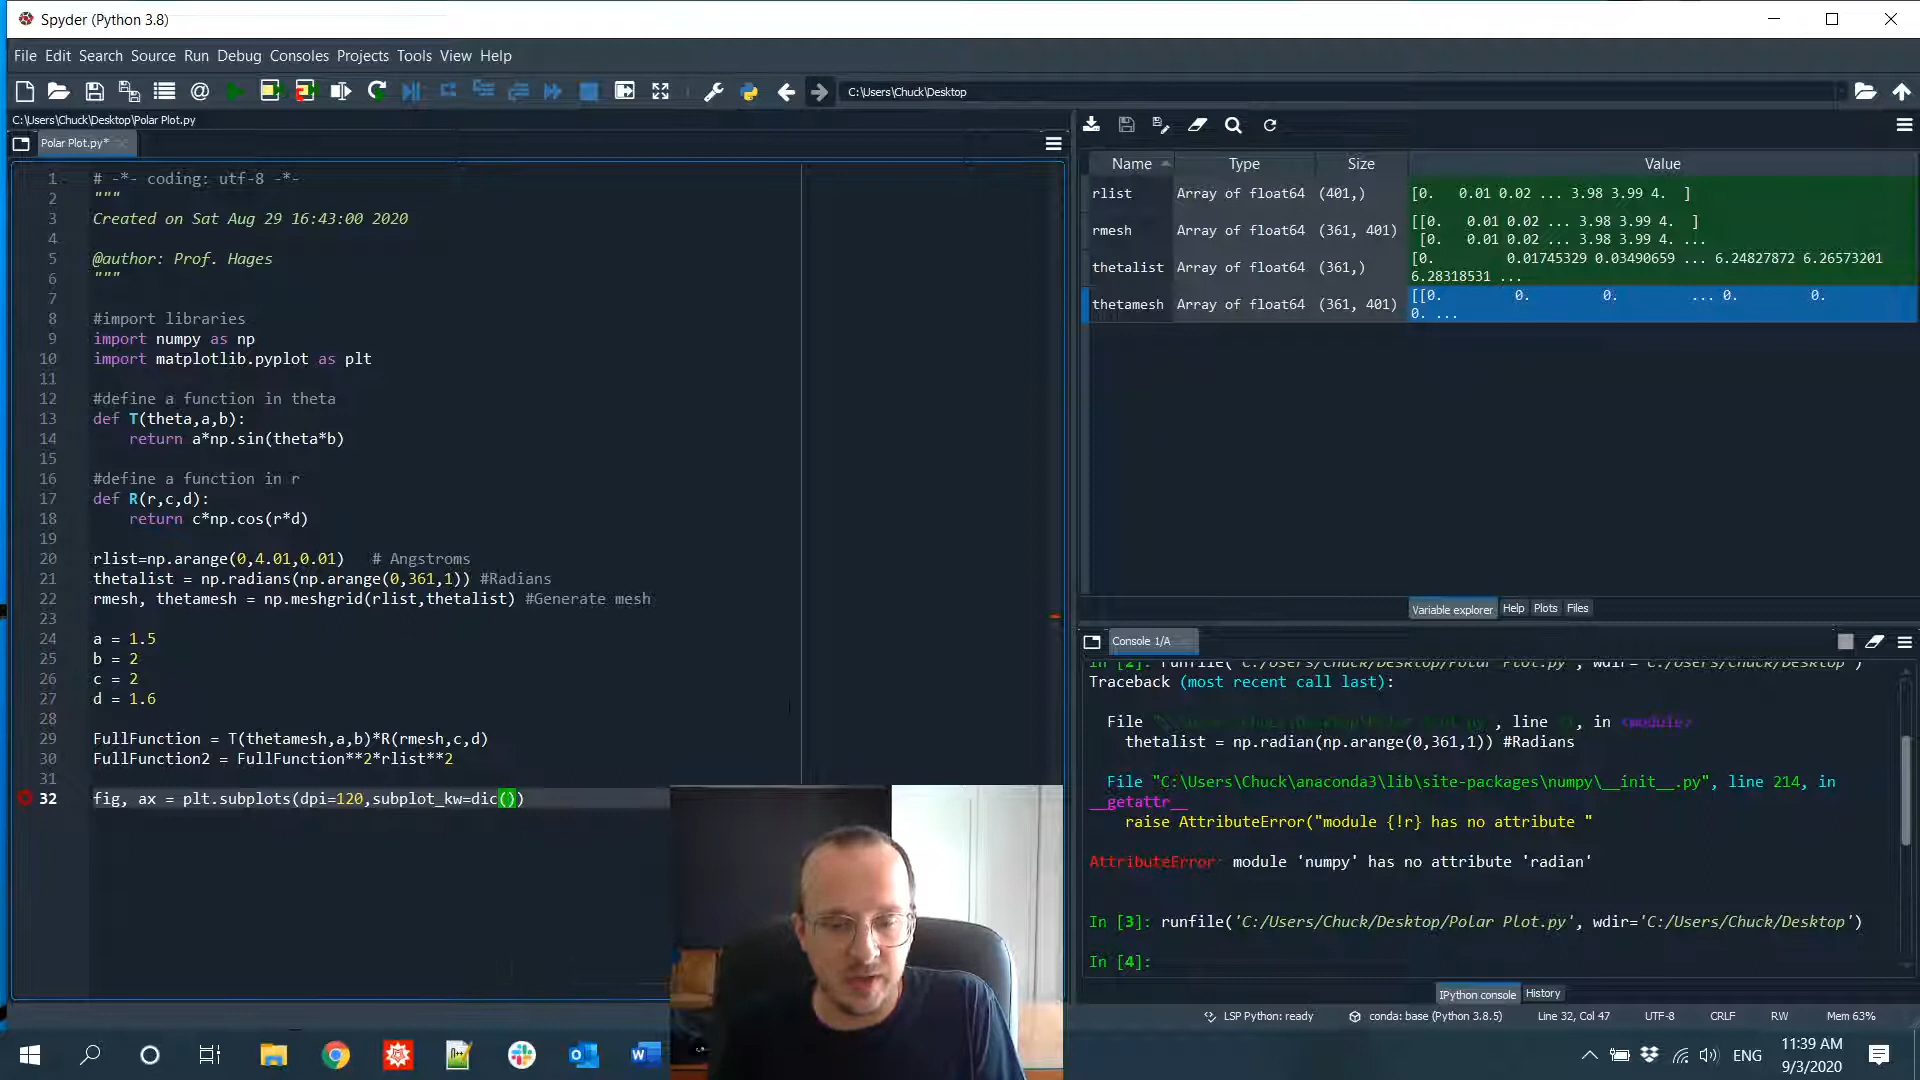 Spyder (Python 3.8)
File Edit Search Source Run Debug Consoles Projects Tools View Help
C:\Users\Chuck\Desktop
C:\Users\Chuck\Desktop\Polar Plot.py
Polar Plot.py*
1 # -*- coding: utf-8 -*-
2 """
3 Created on Sat Aug 29 16:43:00 2020
4
5 @author: Prof. Hages
6 """
7
8 #import libraries
9 import numpy as np
10 import matplotlib.pyplot as plt
11
12 #define a function in theta
13 def T(theta,a,b):
14 return a*np.sin(theta*b)
15
16 #define a function in r
17 def R(r,c,d):
18 return c*np.cos(r*d)
19
20 rlist=np.arange(0,4.01,0.01) # Angstroms
21 thetalist = np.radians(np.arange(0,361,1)) #Radians
22 rmesh, thetamesh = np.meshgrid(rlist,thetalist) #Generate mesh
23
24 a = 1.5
25 b = 2
26 c = 2
27 d = 1.6
28
29 FullFunction = T(thetamesh,a,b)*R(rmesh,c,d)
30 FullFunction2 = FullFunction**2*rlist**2
31
32 fig, ax = plt.subplots(dpi=120,subplot_kw=dic())
Name Type Size Value
rlist Array of float64 (401,) [0. 0.01 0.02 ... 3.98 3.99 4. ]
rmesh Array of float64 (361, 401) [[0. 0.01 0.02 ... 3.98 3.99 4. ]
[0. 0.01 0.02 ... 3.98 3.99 4. ...
thetalist Array of float64 (361,) [0. 0.01745329 0.03490659 ... 6.24827872 6.26573201
6.28318531 ...
thetamesh Array of float64 (361, 401) [[0. 0. 0. ... 0. 0.
0. ...
Variable explorer Help Plots Files
Console 1/A
In [2]: runfile('C:/Users/Chuck/Desktop/Polar Plot.py', wdir='C:/Users/Chuck/Desktop')
Traceback (most recent call last):
File , line , in <module>
thetalist = np.radian(np.arange(0,361,1)) #Radians
File "C:\Users\Chuck\anaconda3\lib\site-packages\numpy\__init__.py", line 214, in
__getattr__
raise AttributeError("module {!r} has no attribute "
AttributeError: module 'numpy' has no attribute 'radian'
In [3]: runfile('C:/Users/Chuck/Desktop/Polar Plot.py', wdir='C:/Users/Chuck/Desktop')
In [4]:
IPython console History
LSP Python: ready conda: base (Python 3.8.5) Line 32, Col 47 UTF-8 CRLF RW Mem 63%
ENG
11:39 AM
9/3/2020